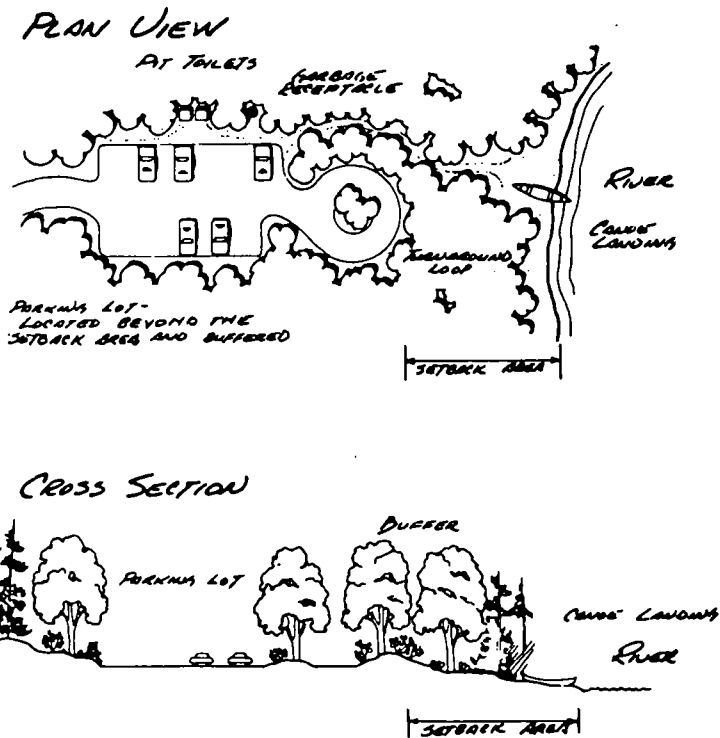 PLAN VIEW
PIT TOILETS
GARBAGE
RECEPTACLE
RIVER
CANOE
LANDING
TURNAROUND
LOOP
PARKING LOT-
LOCATED BEYOND THE
SETBACK AREA AND BUFFERED
SETBACK AREA
CROSS SECTION
BUFFER
PARKING LOT
CANOE LANDING
RIVER
SETBACK AREA